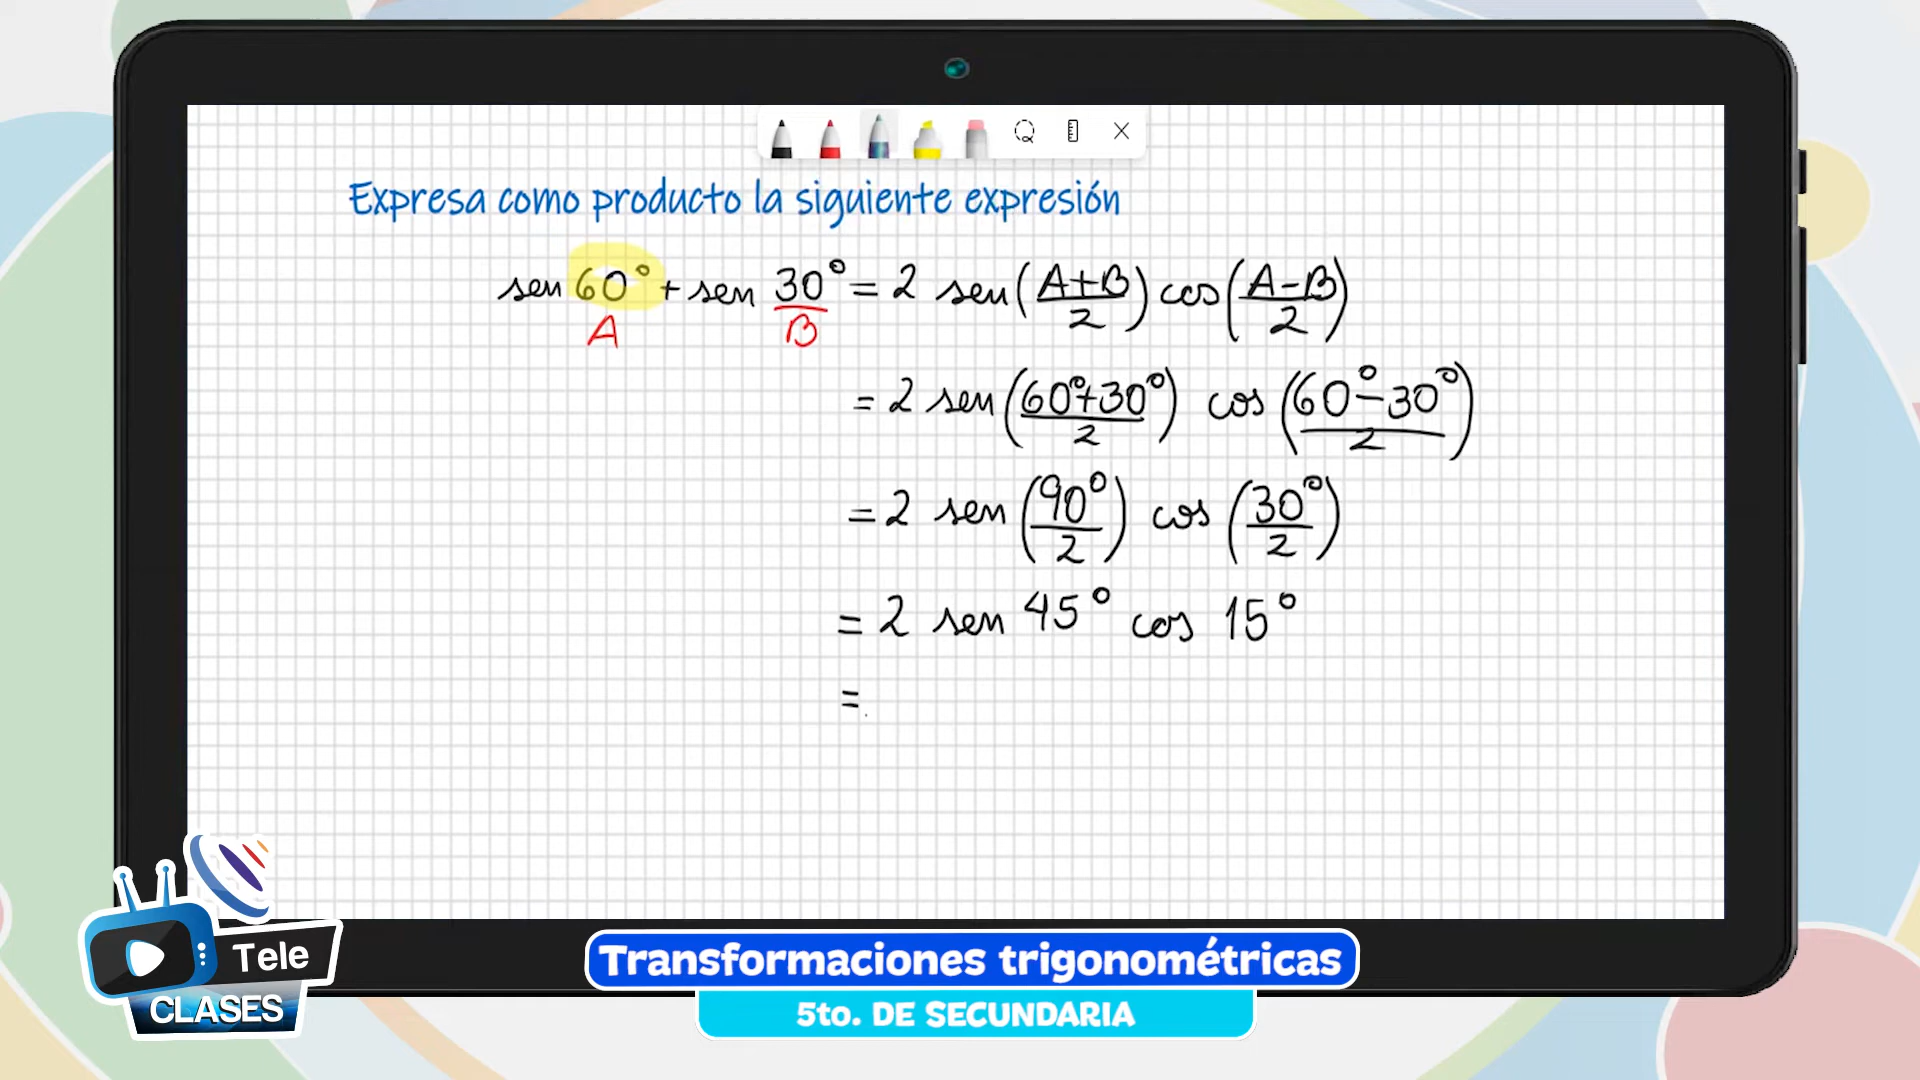 Expresa como producto la siguiente expresión
sen 60° + sen 30° = 2 sen(A+B/2) cos(A-B/2)
A B
= 2 sen(60°+30°/2) cos(60°-30°/2)
= 2 sen(90°/2) cos(30°/2)
= 2 sen 45° cos 15°
=
Tele
CLASES
Transformaciones trigonométricas
5to. DE SECUNDARIA